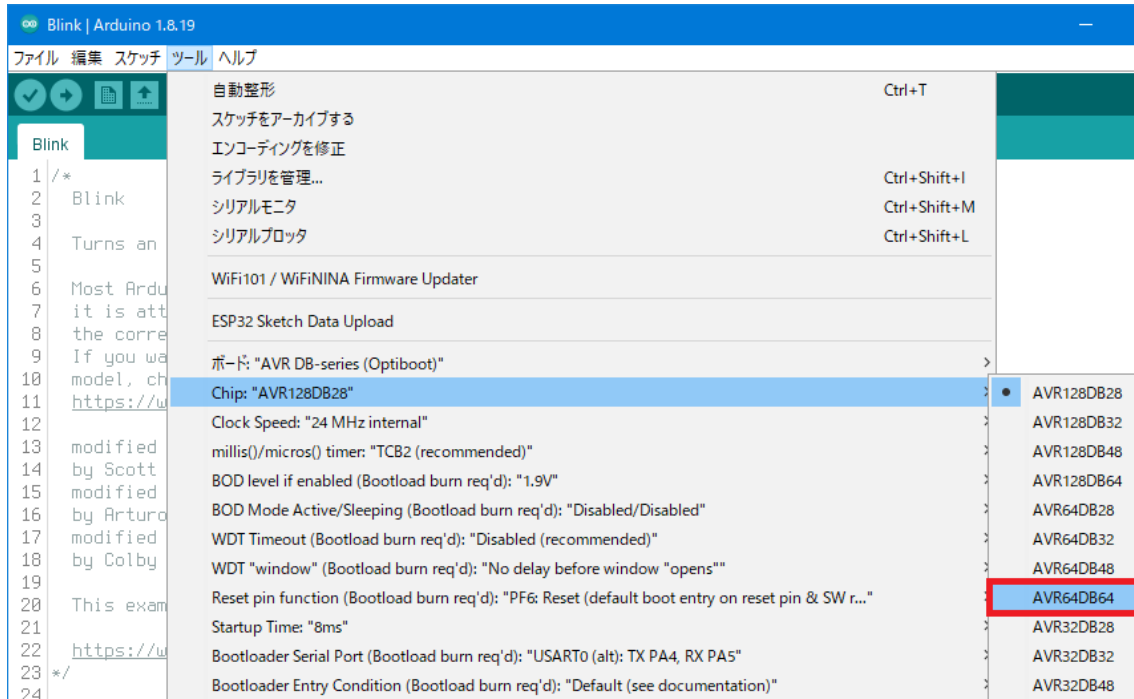 Blink | Arduino 1.8.19
ファイル 編集 スケッチ ツール ヘルプ
自動整形 Ctrl+T
スケッチをアーカイブする
エンコーディングを修正
ライブラリを管理... Ctrl+Shift+I
シリアルモニタ Ctrl+Shift+M
シリアルプロッタ Ctrl+Shift+L
WiFi101 / WiFiNINA Firmware Updater
ESP32 Sketch Data Upload
ボード: "AVR DB-series (Optiboot)"
Chip: "AVR128DB28"
Clock Speed: "24 MHz internal"
millis()/micros() timer: "TCB2 (recommended)"
BOD level if enabled (Bootload burn req'd): "1.9V"
BOD Mode Active/Sleeping (Bootload burn req'd): "Disabled/Disabled"
WDT Timeout (Bootload burn req'd): "Disabled (recommended)"
WDT "window" (Bootload burn req'd): "No delay before window "opens""
Reset pin function (Bootload burn req'd): "PF6: Reset (default boot entry on reset pin & SW r..."
Startup Time: "8ms"
Bootloader Serial Port (Bootload burn req'd): "USART0 (alt): TX PA4, RX PA5"
Bootloader Entry Condition (Bootload burn req'd): "Default (see documentation)"
AVR128DB28
AVR128DB32
AVR128DB48
AVR128DB64
AVR64DB28
AVR64DB32
AVR64DB48
AVR64DB64
AVR32DB28
AVR32DB32
AVR32DB48
Blink
1 /*
2 Blink
3
4 Turns an
5
6 Most Ardu
7 it is att
8 the corre
9 If you wa
10 model, ch
11 https://w
12
13 modified
14 by Scott
15 modified
16 by Arturo
17 modified
18 by Colby
19
20 This exam
21
22 https://w
23 */
24